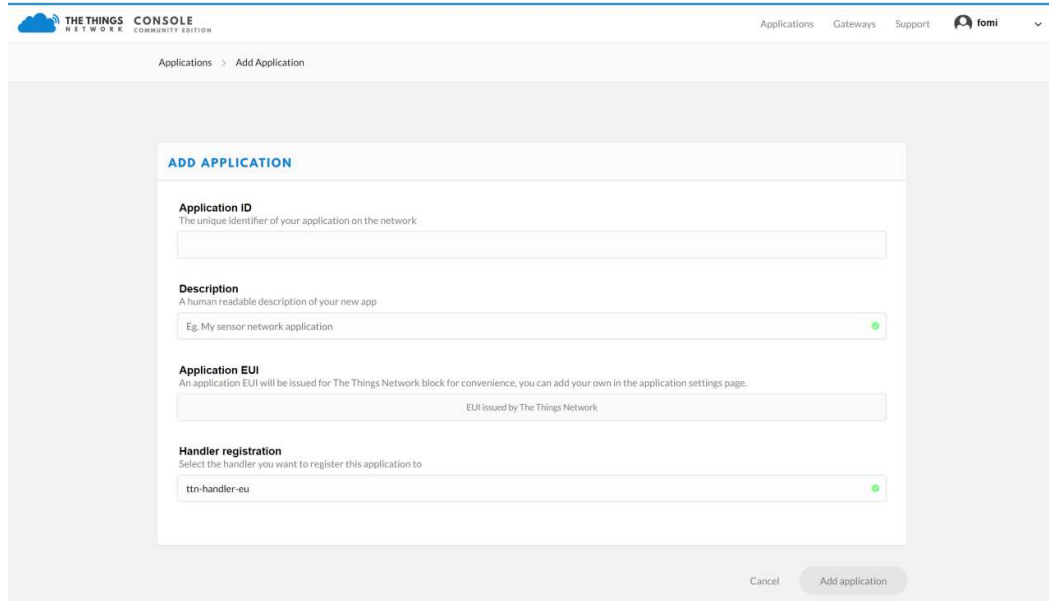 THE THINGS CONSOLE
NETWORK COMMUNITY EDITION
Applications Gateways Support fomi
Applications > Add Application
ADD APPLICATION
Application ID
The unique identifier of your application on the network
Description
A human readable description of your new app
Eg. My sensor network application
Application EUI
An application EUI will be issued for The Things Network block for convenience, you can add your own in the application settings page.
EUI issued by The Things Network
Handler registration
Select the handler you want to register this application to
ttn-handler-eu
Cancel Add application